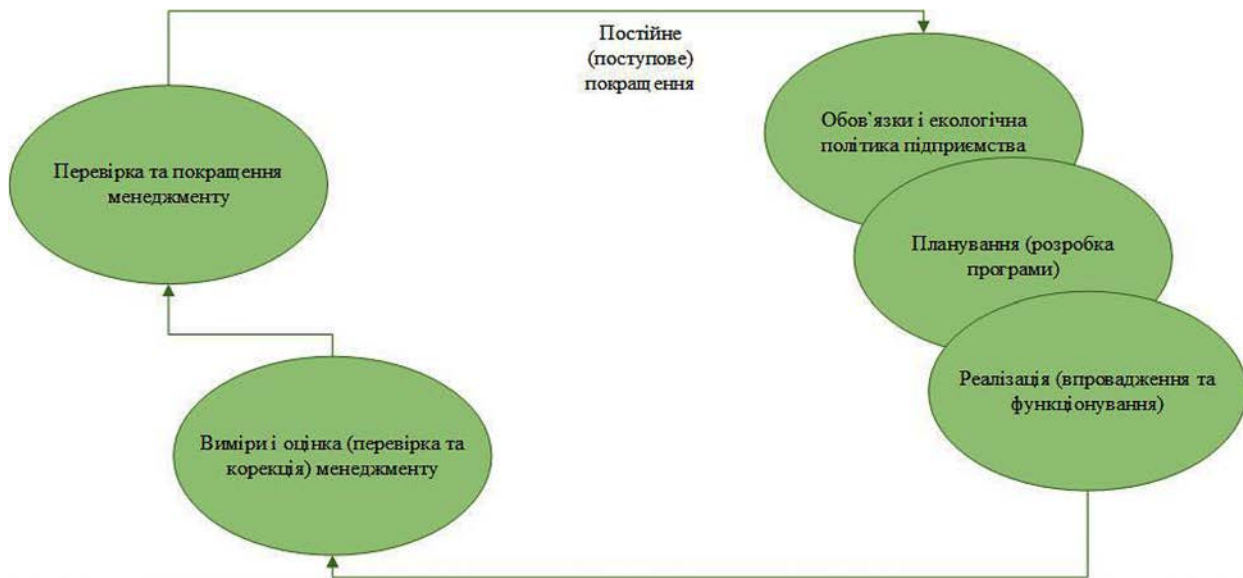 Постійне
(поступове)
покращення
Обов`язки і екологічна
політика підприємства
Планування (розробка
програми)
Реалізація (впровадження та
функціонування)
Виміри і оцінка (перевірка та
корекція) менеджменту
Перевірка та покращення
менеджменту